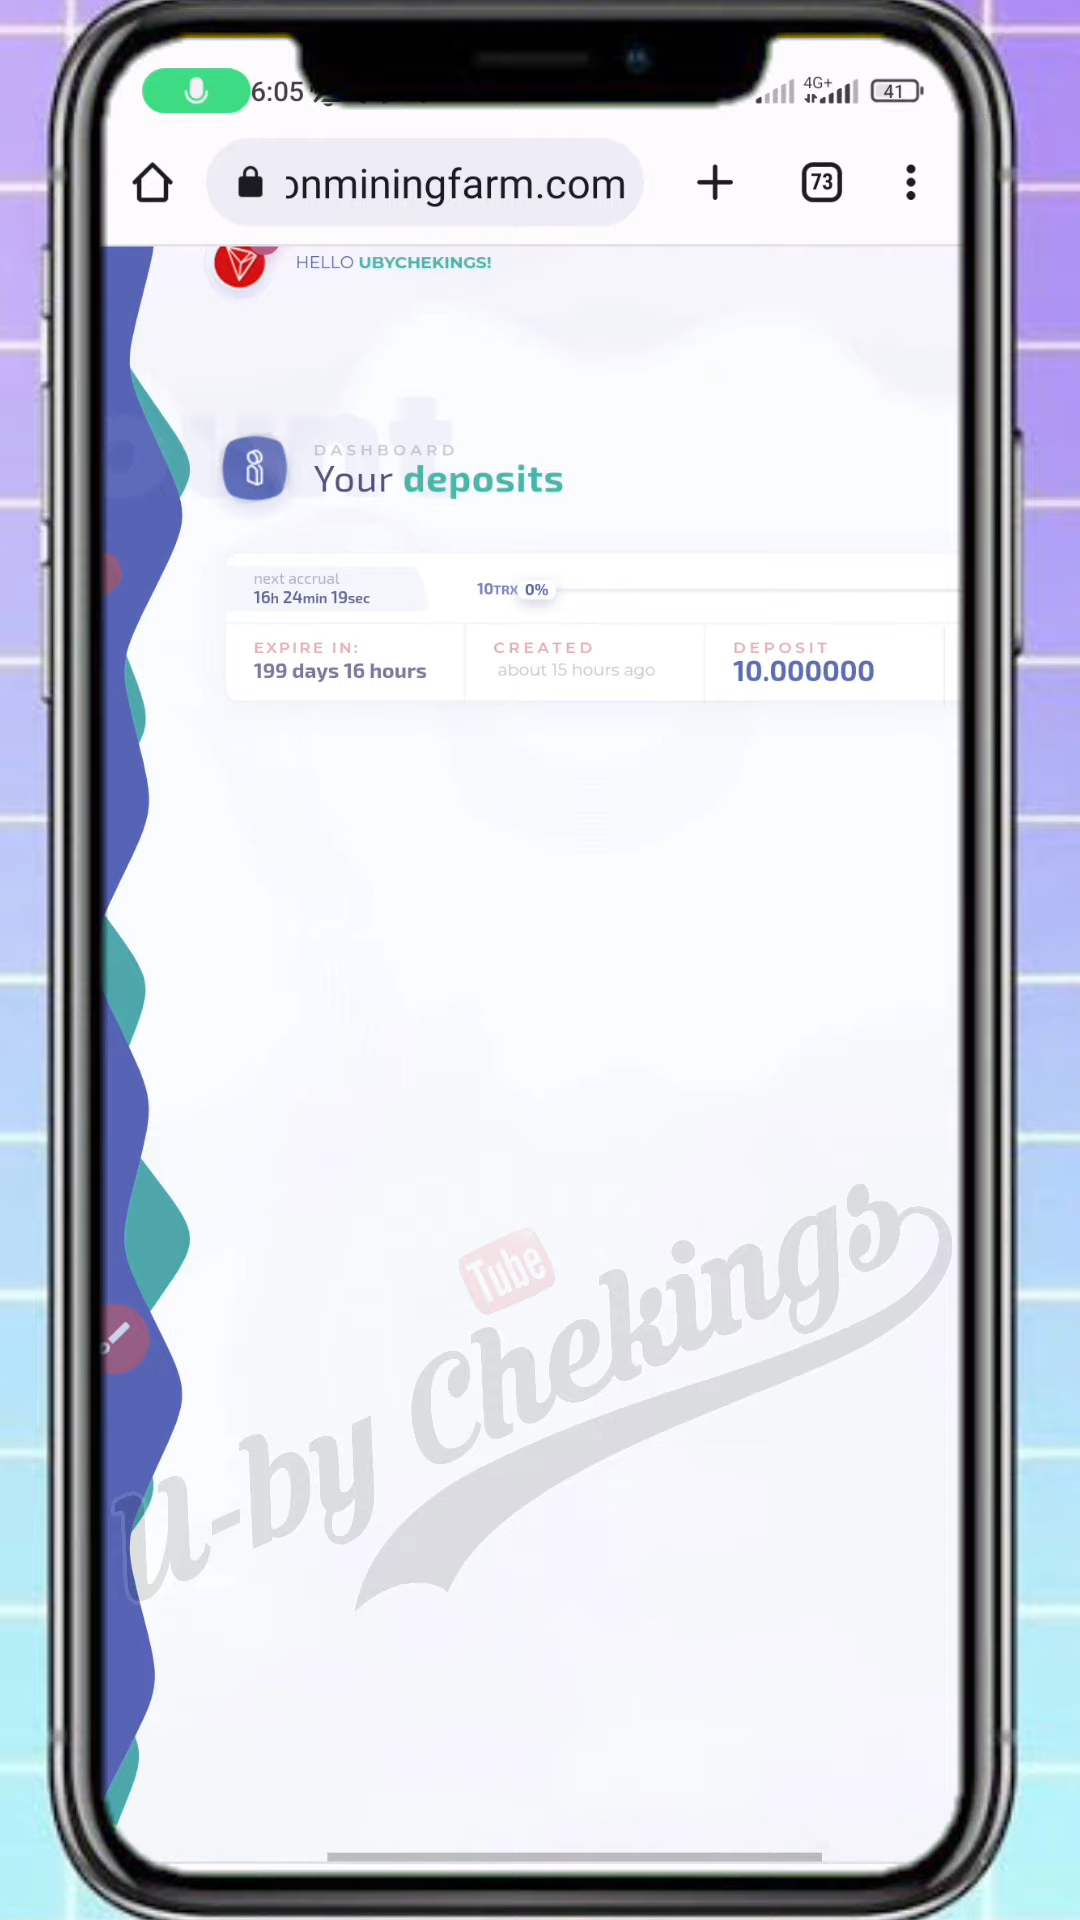 6:05
4G+
41
onminingfarm.com
73
HELLO UBYCHEKINGS!
DASHBOARD
Your deposits
next accrual
16h 24min 19sec
10TRX 0%
EXPIRE IN:
199 days 16 hours
CREATED
about 15 hours ago
DEPOSIT
10.000000
Tube
U-by Chekings